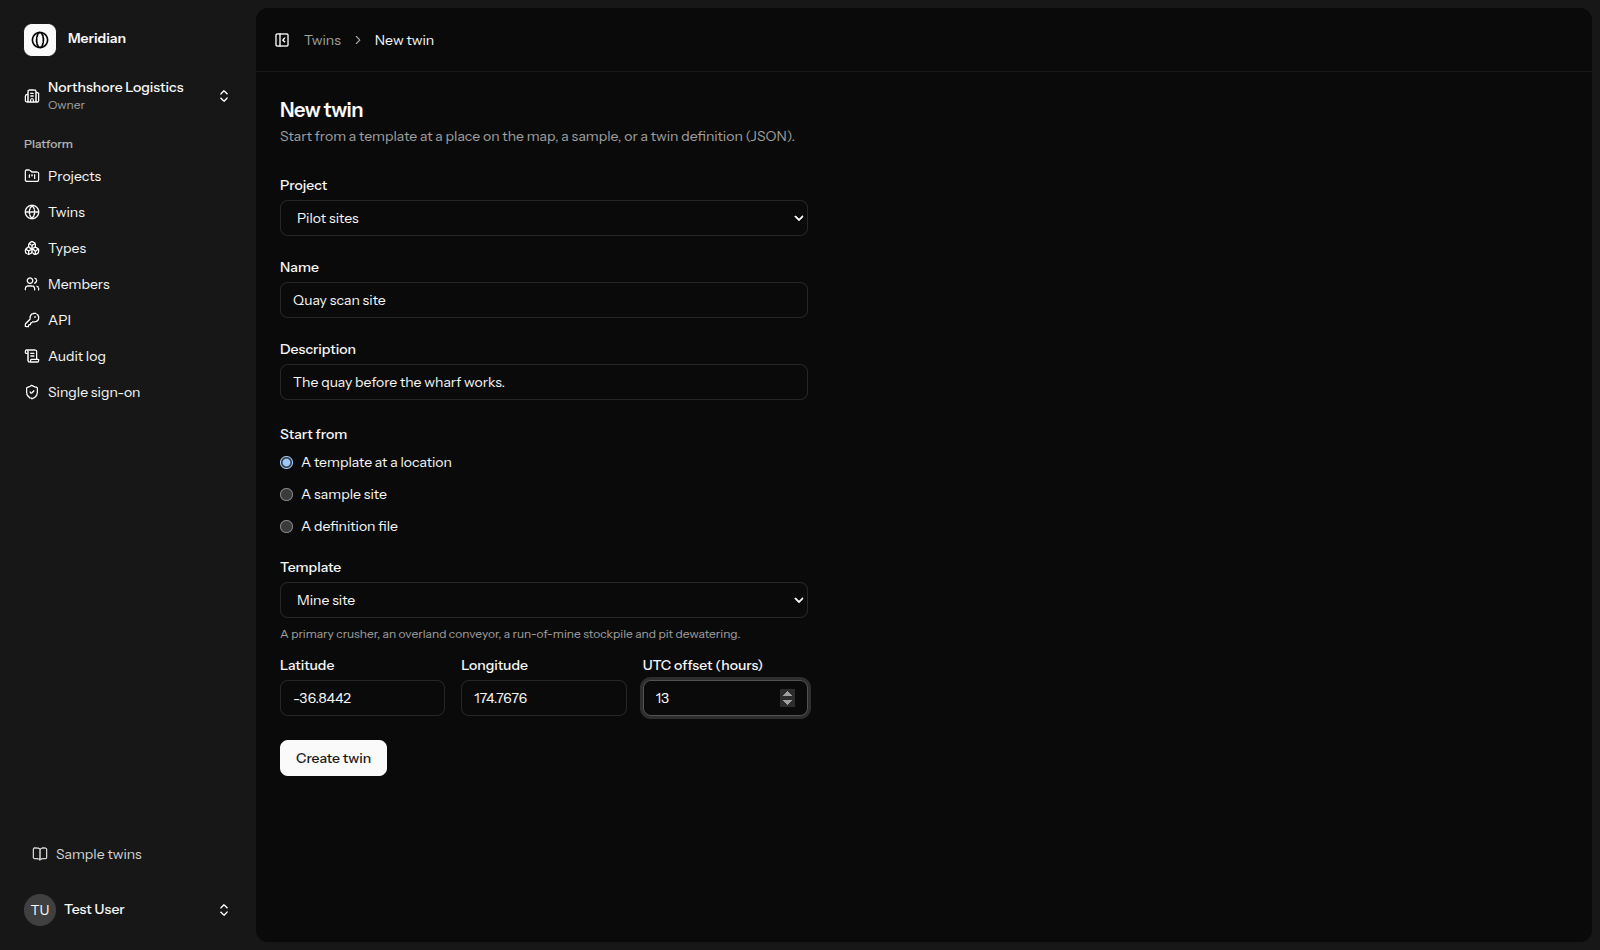 Meridian
Northshore Logistics
Owner
Platform
Projects
Twins
Types
Members
API
Audit log
Single sign-on
Sample twins
TU
Test User
Twins > New twin
New twin
Start from a template at a place on the map, a sample, or a twin definition (JSON).
Project
Pilot sites
Name
Quay scan site
Description
The quay before the wharf works.
Start from
A template at a location
A sample site
A definition file
Template
Mine site
A primary crusher, an overland conveyor, a run-of-mine stockpile and pit dewatering.
Latitude Longitude UTC offset (hours)
-36.8442 174.7676 13
Create twin